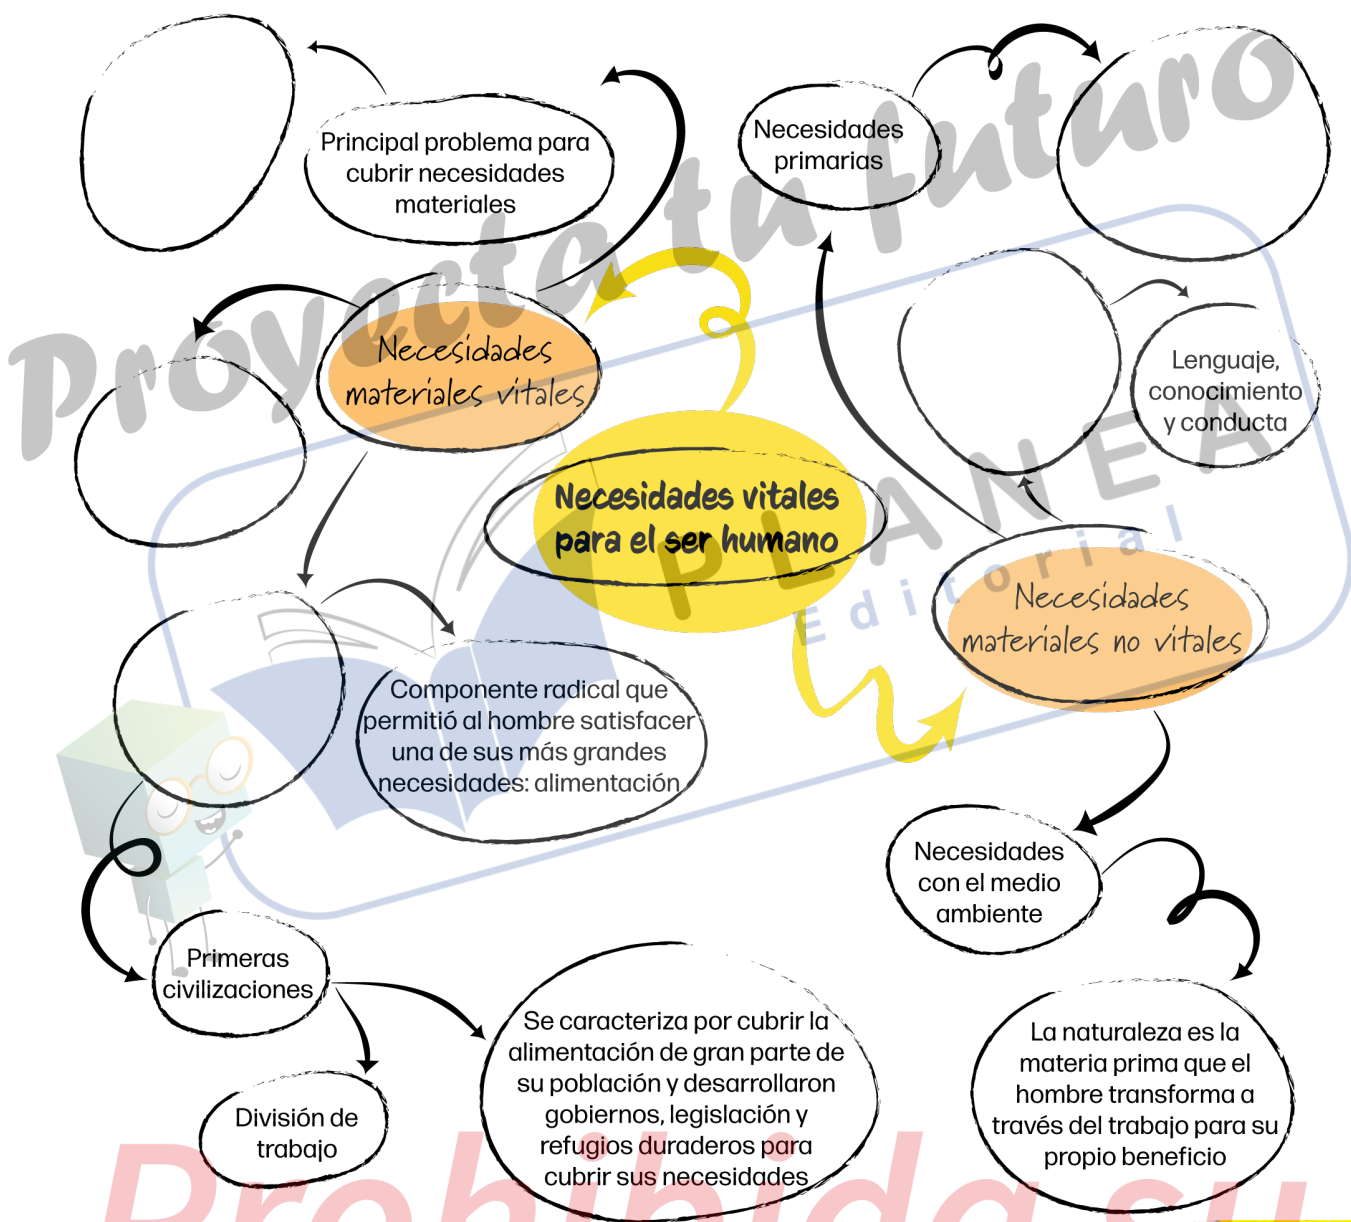 Principal problema para
cubrir necesidades
materiales
Necesidades
primarias
Necesidades
materiales vitales
Lenguaje,
conocimiento
y conducta
Necesidades vitales
para el ser humano
Necesidades
materiales no vitales
Componente radical que
permitió al hombre satisfacer
una de sus más grandes
necesidades: alimentación
Necesidades
con el medio
ambiente
Primeras
civilizaciones
División de
trabajo
Se caracteriza por cubrir la
alimentación de gran parte de
su población y desarrollaron
gobiernos, legislación y
refugios duraderos para
cubrir sus necesidades
La naturaleza es la
materia prima que el
hombre transforma a
través del trabajo para su
propio beneficio
Proyecta tu futuro
PLANEA
Editorial
Prohibida su